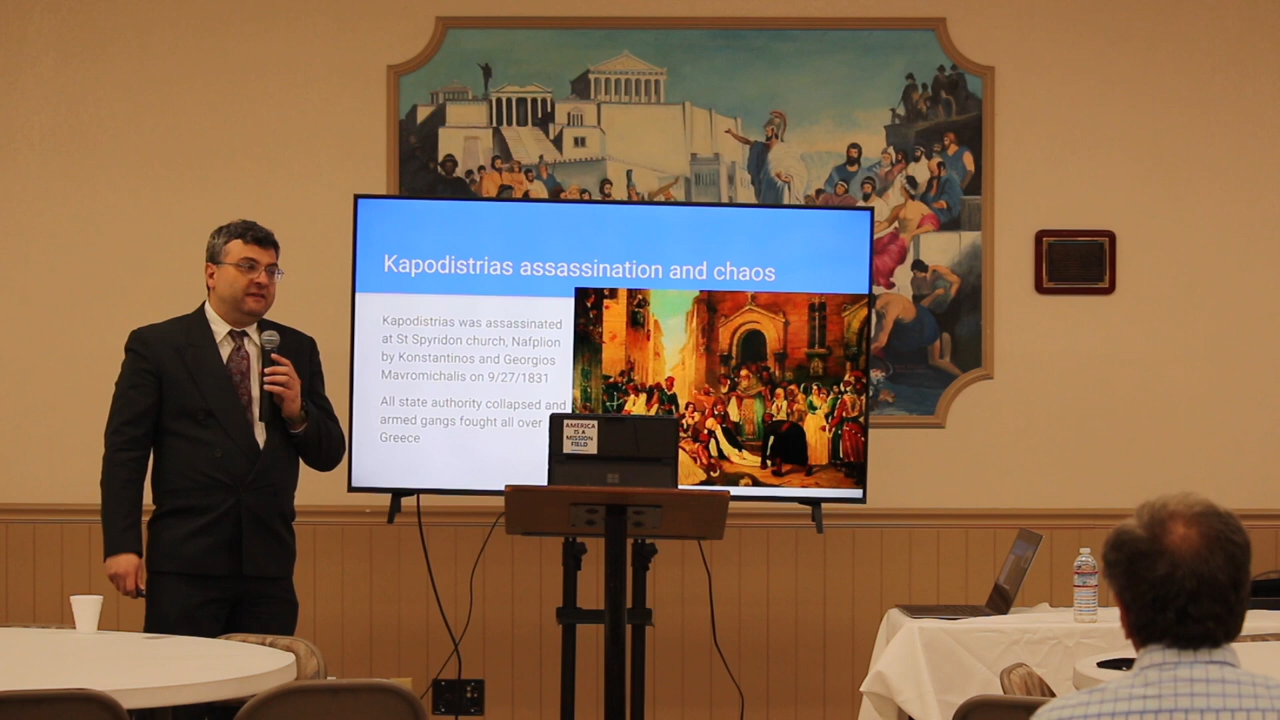 Kapodistrias assassination and chaos
Kapodistrias was assassinated
at St Spyridon church, Nafplion
by Konstantinos and Georgios
Mavromichalis on 9/27/1831
All state authority collapsed and
armed gangs fought all over
Greece
AMERICA
IS A
MISSION
FIELD